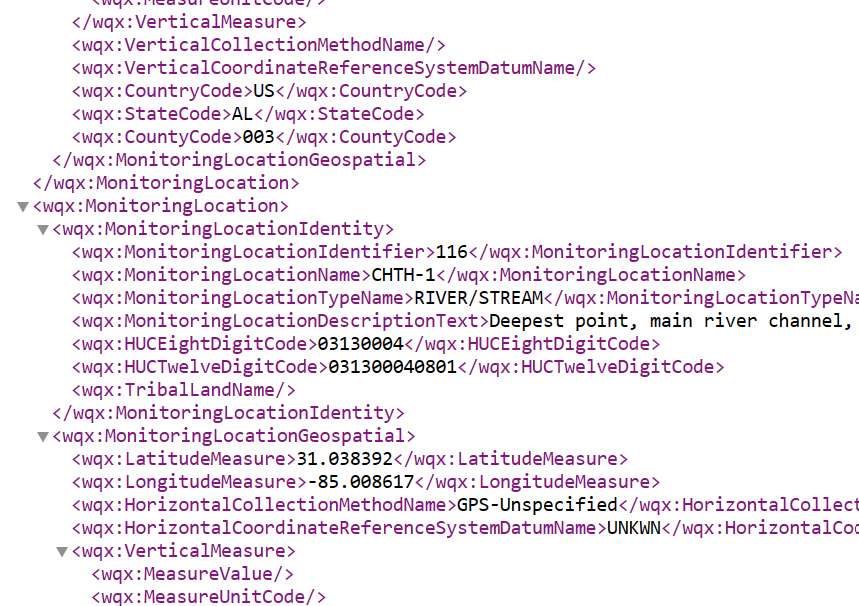 <wqx:MeasureUnitCode/>
</wqx:VerticalMeasure>
<wqx:VerticalCollectionMethodName/>
<wqx:VerticalCoordinateReferenceSystemDatumName/>
<wqx:CountryCode>US</wqx:CountryCode>
<wqx:StateCode>AL</wqx:StateCode>
<wqx:CountyCode>003</wqx:CountyCode>
</wqx:MonitoringLocationGeospatial>
</wqx:MonitoringLocation>
▼<wqx:MonitoringLocation>
▼<wqx:MonitoringLocationIdentity>
<wqx:MonitoringLocationIdentifier>116</wqx:MonitoringLocationIdentifier>
<wqx:MonitoringLocationName>CHTH-1</wqx:MonitoringLocationName>
<wqx:MonitoringLocationTypeName>RIVER/STREAM</wqx:MonitoringLocationTypeNa
<wqx:MonitoringLocationDescriptionText>Deepest point, main river channel,
<wqx:HUCEightDigitCode>03130004</wqx:HUCEightDigitCode>
<wqx:HUCTwelveDigitCode>031300040801</wqx:HUCTwelveDigitCode>
<wqx:TribalLandName/>
</wqx:MonitoringLocationIdentity>
▼<wqx:MonitoringLocationGeospatial>
<wqx:LatitudeMeasure>31.038392</wqx:LatitudeMeasure>
<wqx:LongitudeMeasure>-85.008617</wqx:LongitudeMeasure>
<wqx:HorizontalCollectionMethodName>GPS-Unspecified</wqx:HorizontalCollect
<wqx:HorizontalCoordinateReferenceSystemDatumName>UNKWN</wqx:HorizontalCoo
▼<wqx:VerticalMeasure>
<wqx:MeasureValue/>
<wqx:MeasureUnitCode/>